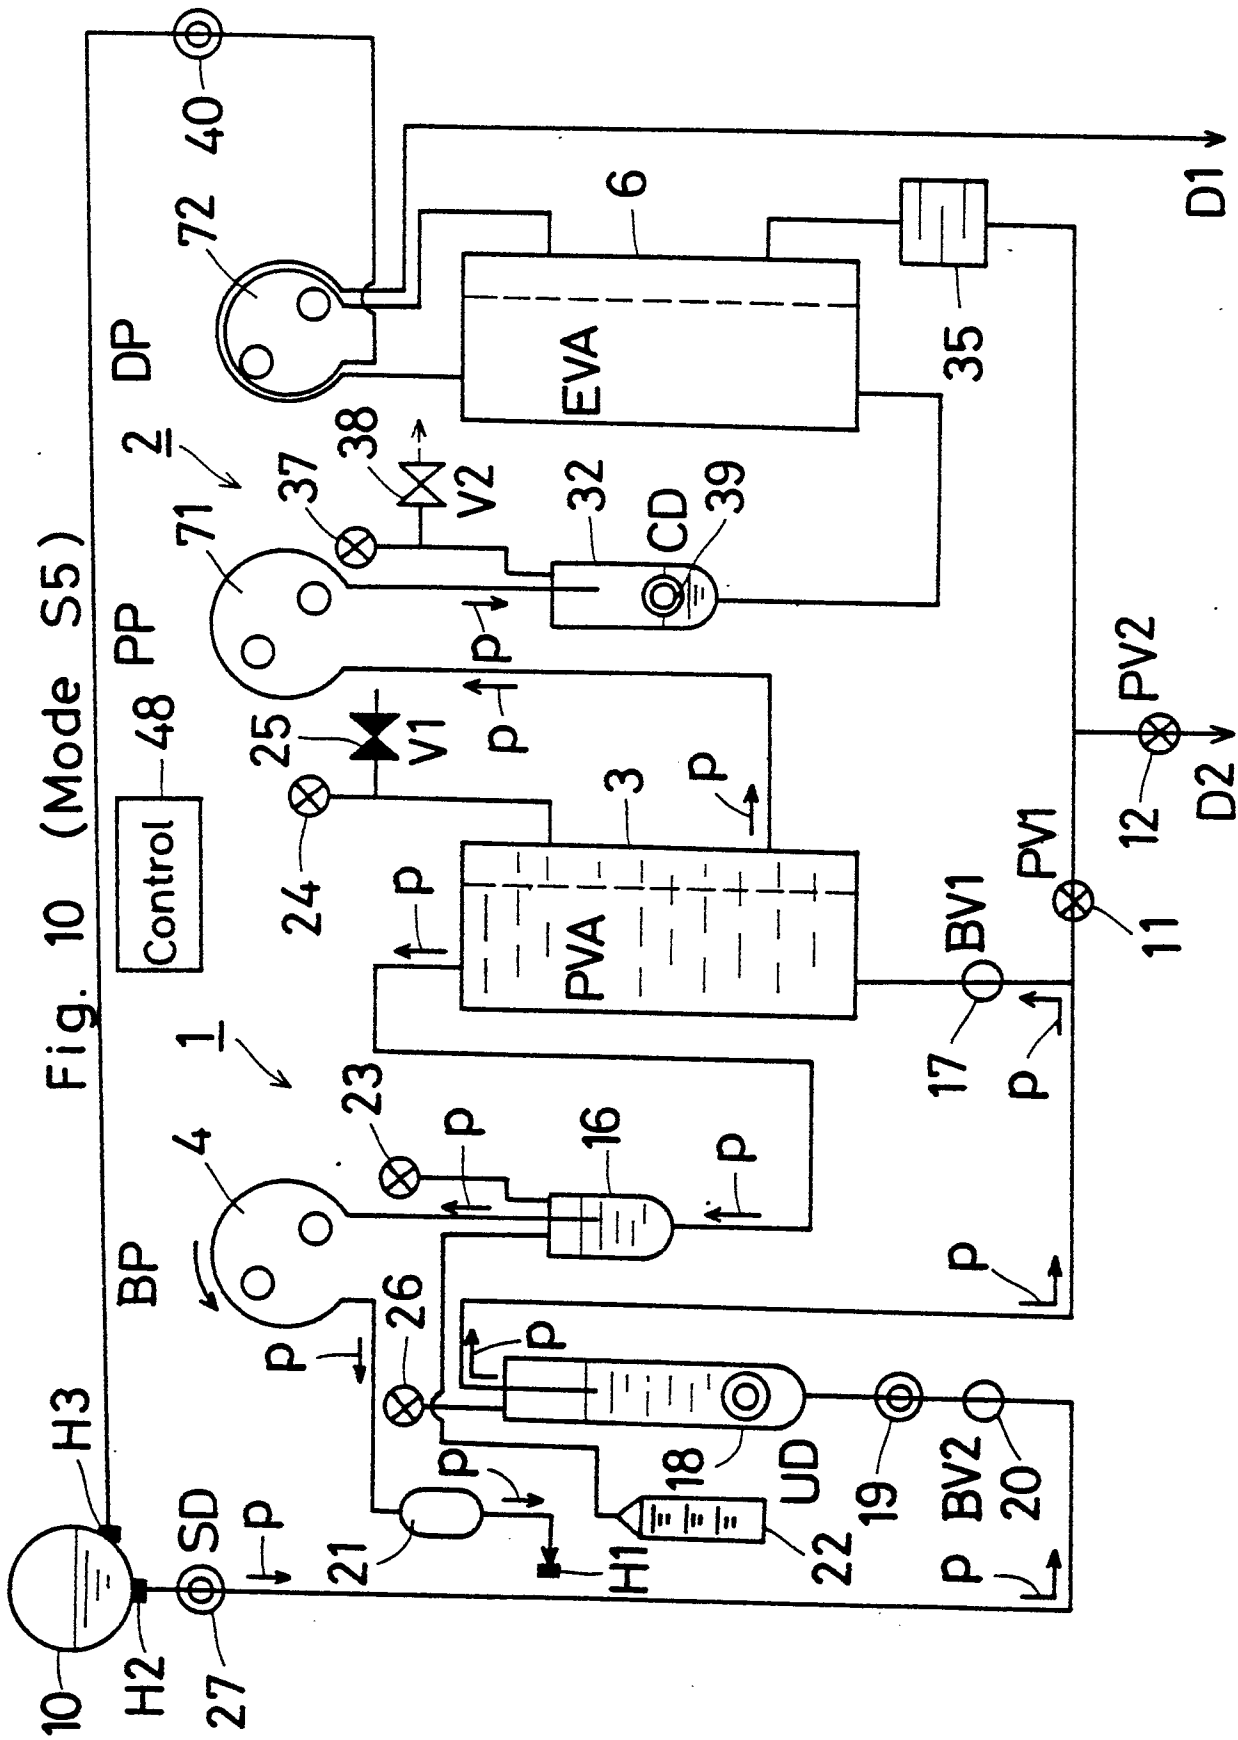 Fig. 10 (Mode S5)
10
H3
H2
SD
27
p
BP
4
p
21
p
H1
22
26
p
18
UD
19
BV2
20
p
p
1
23
p
16
p
Control
48
24
25
V1
p
PVA
3
p
BV1
17
p
PV1
11
PV2
12
D2
PP
71
2
p
p
37
38
V2
32
CD
39
DP
72
40
EVA
6
35
D1